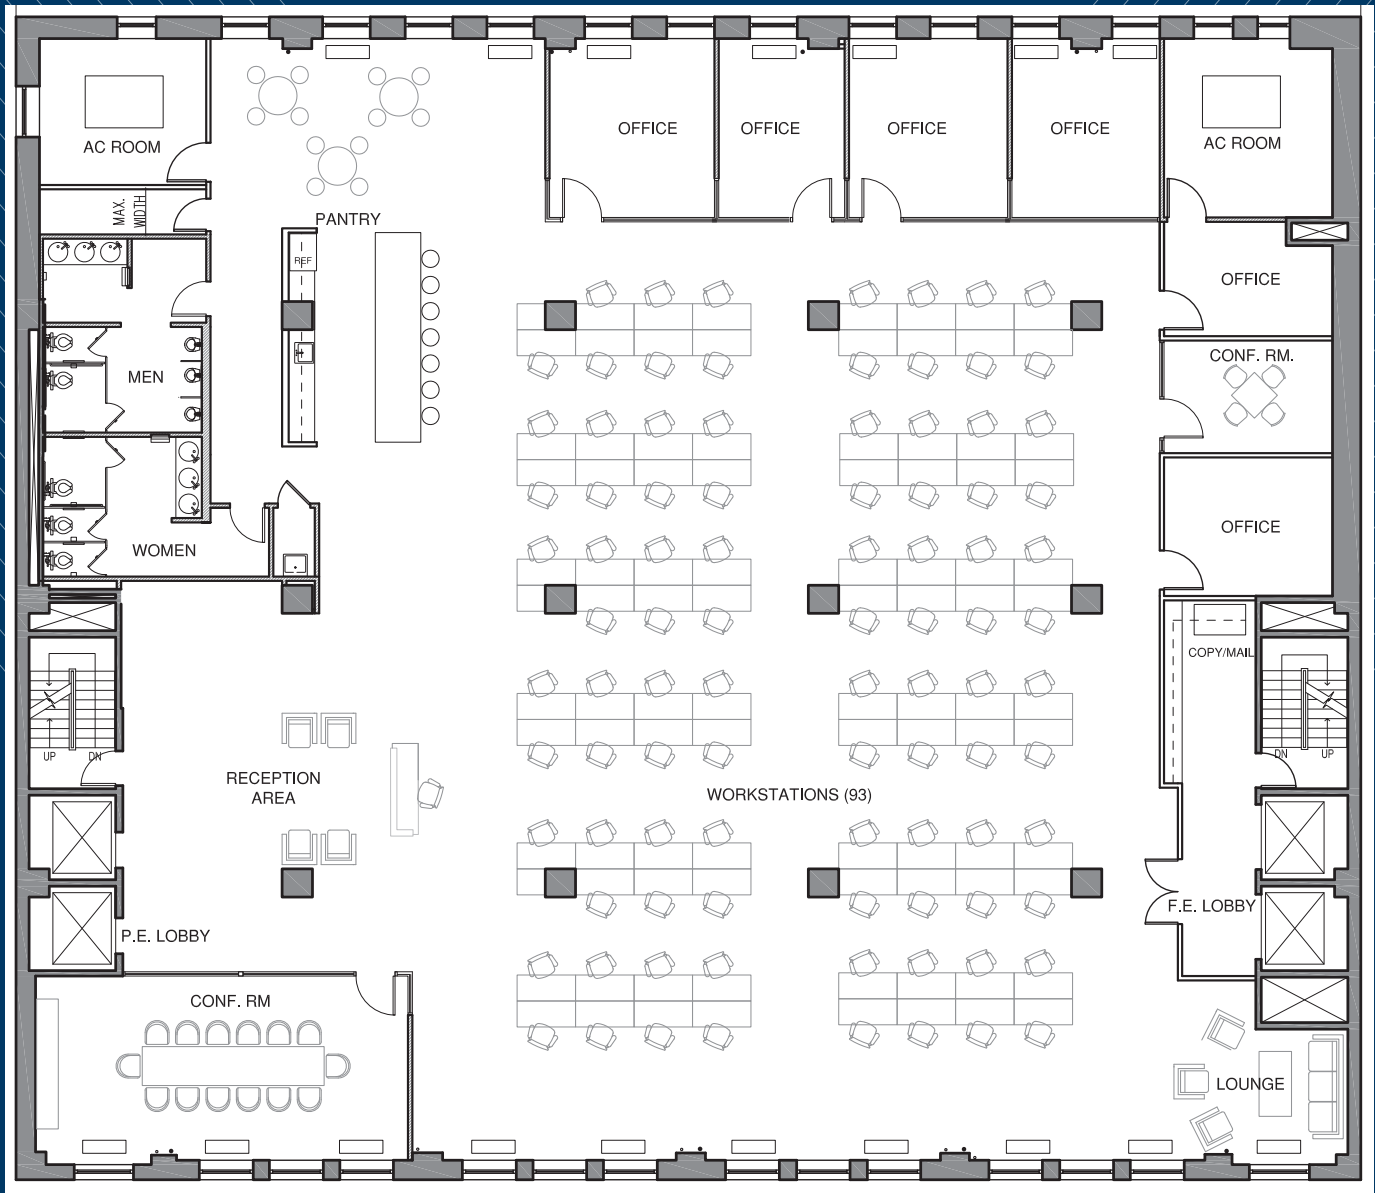 OFFICE
OFFICE
OFFICE
OFFICE
AC ROOM
AC ROOM
MAX.
WIDTH
PANTRY
REF
OFFICE
CONF. RM.
MEN
OFFICE
WOMEN
COPY/MAIL
UP
DN
DN
UP
RECEPTION
AREA
WORKSTATIONS (93)
F.E. LOBBY
P.E. LOBBY
CONF. RM
LOUNGE